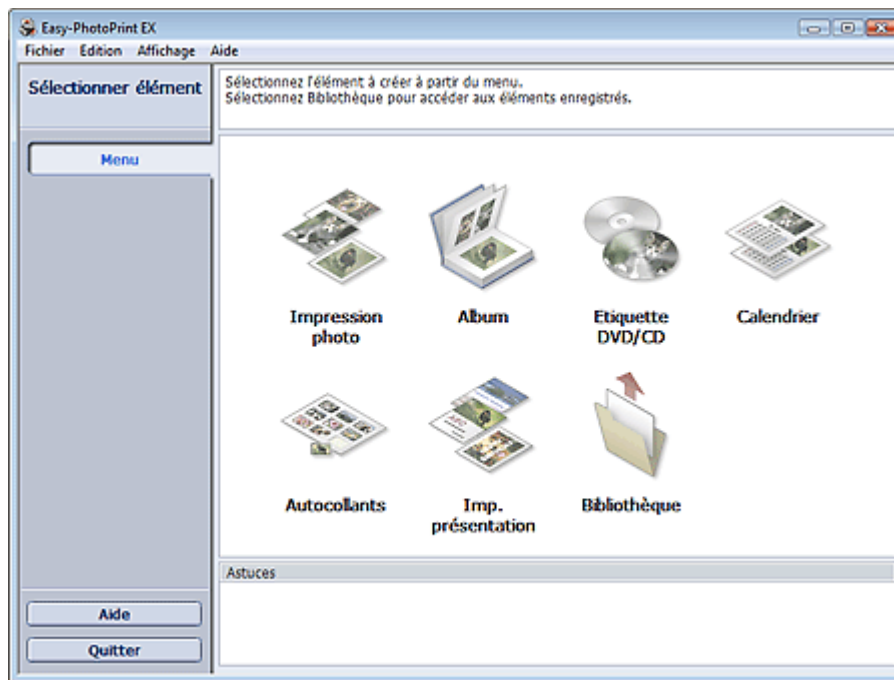 Easy-PhotoPrint EX
Fichier Edition Affichage Aide
Sélectionner élément
Sélectionnez l'élément à créer à partir du menu.
Sélectionnez Bibliothèque pour accéder aux éléments enregistrés.
Menu
Impression
photo
Album
Etiquette
DVD/CD
Calendrier
Autocollants
Imp.
présentation
Bibliothèque
Astuces
Aide
Quitter